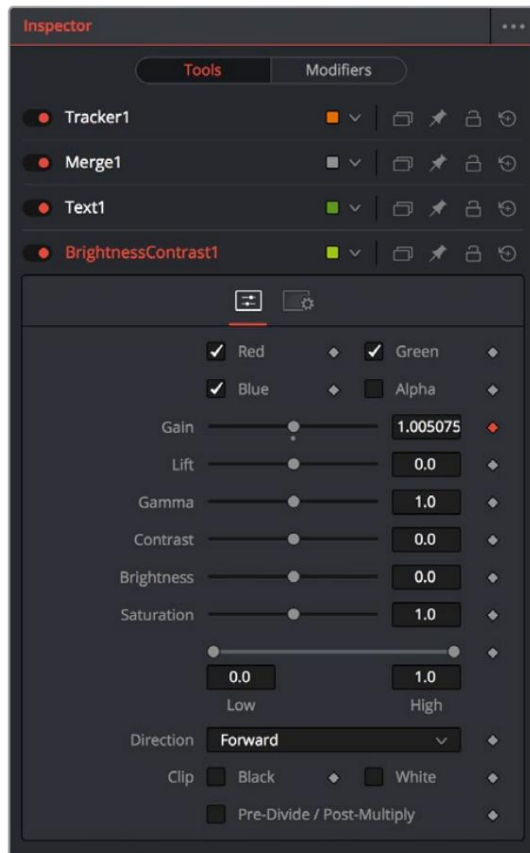 Inspector
Tools Modifiers
Tracker1
Merge1
Text1
BrightnessContrast1
Red Green
Blue Alpha
Gain 1.005075
Lift 0.0
Gamma 1.0
Contrast 0.0
Brightness 0.0
Saturation 1.0
0.0 1.0
Low High
Direction Forward
Clip Black White
Pre-Divide / Post-Multiply